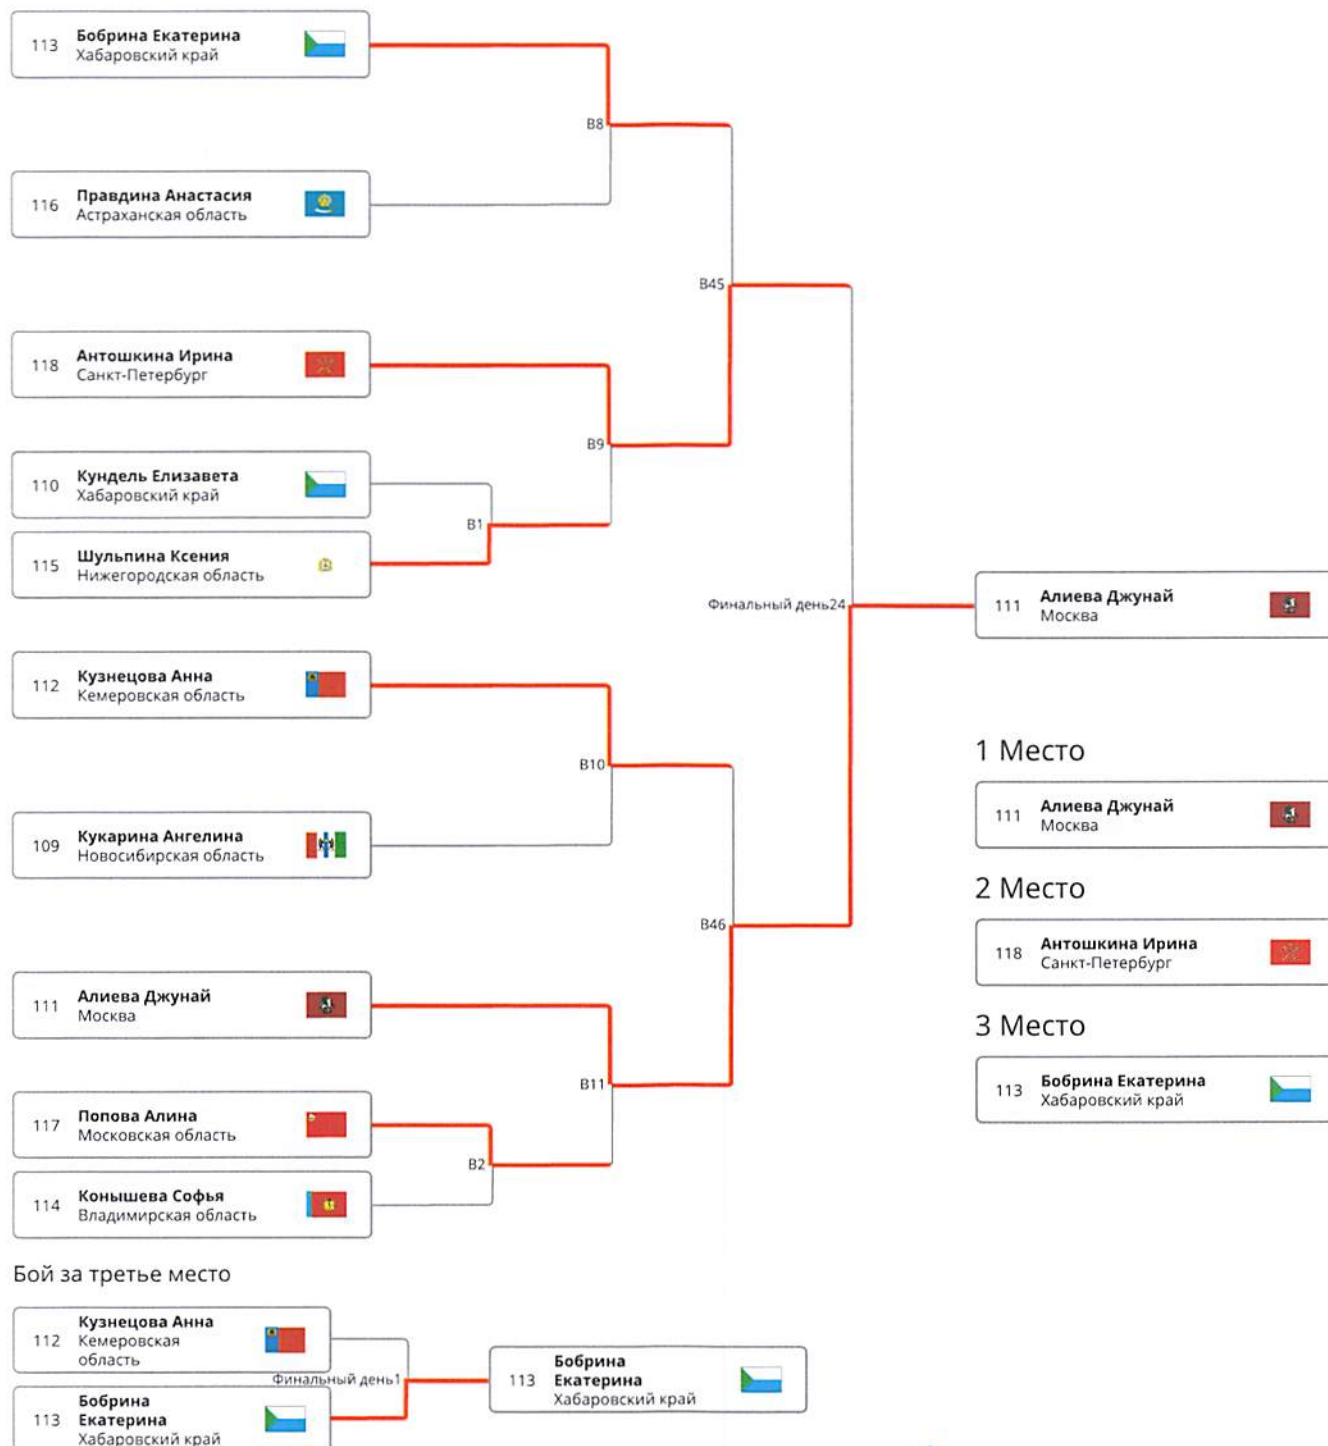 113 Бобрина Екатерина
Хабаровский край
B8
116 Правдина Анастасия
Астраханская область
B45
118 Антошкина Ирина
Санкт-Петербург
B9
110 Кундель Елизавета
Хабаровский край
B1
115 Шульпина Ксения
Нижегородская область
Финальный день24
111 Алиева Джунай
Москва
112 Кузнецова Анна
Кемеровская область
B10
109 Кукарина Ангелина
Новосибирская область
B46
111 Алиева Джунай
Москва
B11
117 Попова Алина
Московская область
B2
114 Конышева Софья
Владимирская область
1 Место
111 Алиева Джунай
Москва
2 Место
118 Антошкина Ирина
Санкт-Петербург
3 Место
113 Бобрина Екатерина
Хабаровский край
Бой за третье место
112 Кузнецова Анна
Кемеровская
область
Финальный день1
113 Бобрина
Екатерина
Хабаровский край
113 Бобрина
Екатерина
Хабаровский край